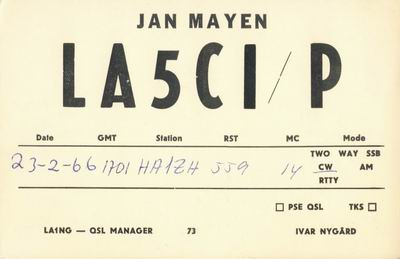 JAN MAYEN
LA5CI/P
Date GMT Station RST MC Mode
TWO WAY SSB
23-2-66 1701 HA1ZH 559 14 CW AM
RTTY
□ PSE QSL TKS □
LA1NG — QSL MANAGER 73 IVAR NYGÅRD